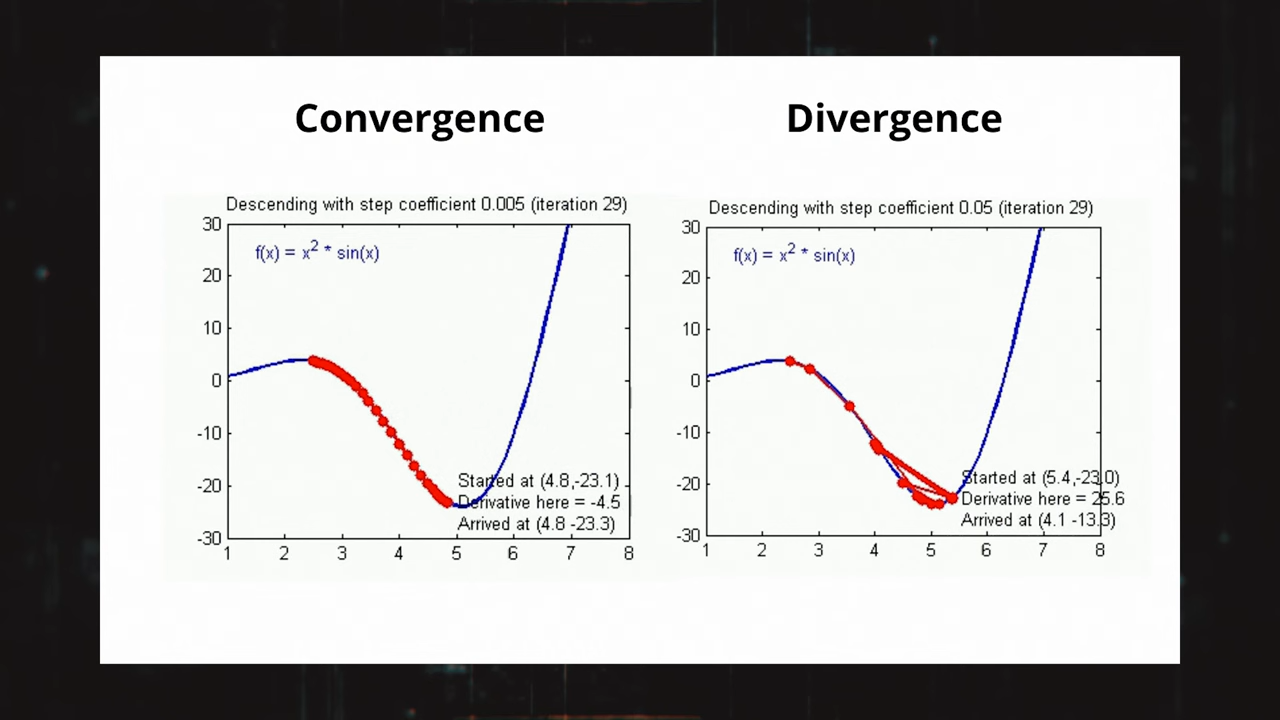 Convergence
Divergence
Descending with step coefficient 0.005 (iteration 29)
30
20
10
0
-10
-20
-30
f(x) = x² * sin(x)
Started at (4.8,-23.1)
Derivative here = -4.5
Arrived at (4.8 -23.3)
1 2 3 4 5 6 7 8
Descending with step coefficient 0.05 (iteration 29)
30
20
10
0
-10
-20
-30
f(x) = x² * sin(x)
Started at (5.4,-23.0)
Derivative here = 25.6
Arrived at (4.1 -13.3)
1 2 3 4 5 6 7 8